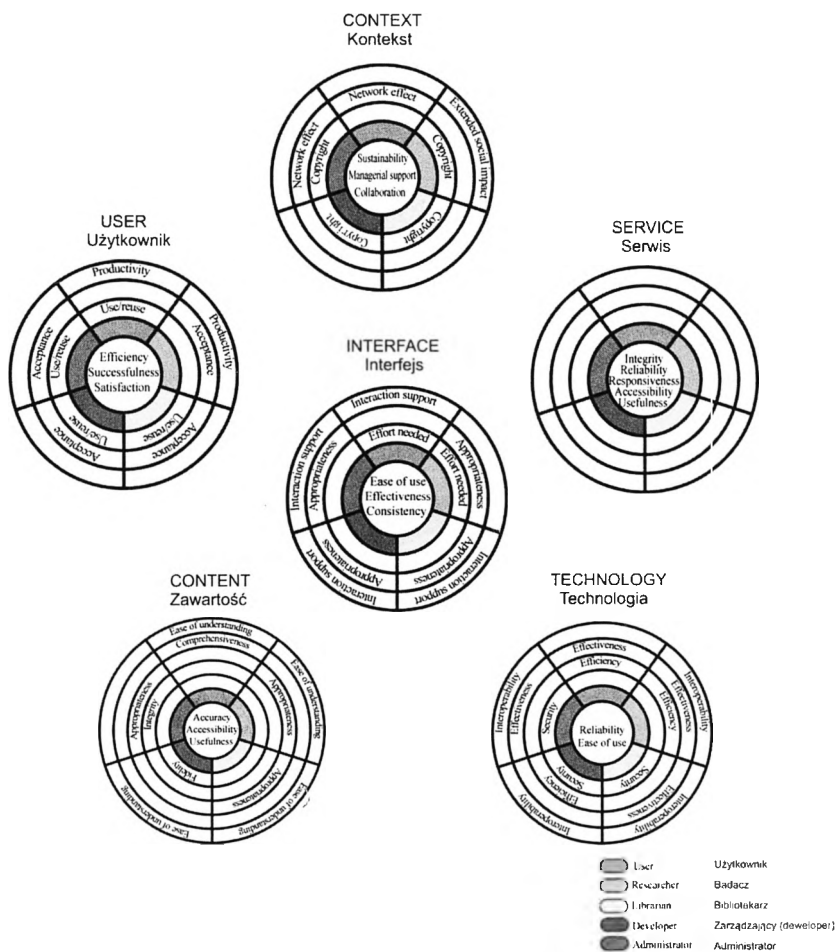 CONTEXT
Kontekst
Network effect
Extended social impact
Network effect
Copyright
Copyright
Copyright
Copyright
Sustainability
Managerial support
Collaboration
USER
Użytkownik
Productivity
Use/reuse
Productivity
Acceptance
Acceptance
Use/reuse
Use/reuse
Acceptance
Use/reuse
Acceptance
Efficiency
Successfulness
Satisfaction
SERVICE
Serwis
Integrity
Reliability
Responsiveness
Accessibility
Usefulness
INTERFACE
Interfejs
Interaction support
Effort needed
Appropriateness
Effort needed
Interaction support
Appropriateness
Appropriateness
Interaction support
Appropriateness
Interaction support
Ease of use
Effectiveness
Consistency
CONTENT
Zawartość
Ease of understanding
Comprehensiveness
Ease of understanding
Appropriateness
Appropriateness
Integrity
Fidelity
Ease of understanding
Appropriateness
Ease of understanding
Accuracy
Accessibility
Usefulness
TECHNOLOGY
Technologia
Effectiveness
Efficiency
Interoperability
Effectiveness
Efficiency
Interoperability
Effectiveness
Security
Security
Efficiency
Interoperability
Security
Effectiveness
Interoperability
Reliability
Ease of use
User Użytkownik
Researcher Badacz
Librarian Bibliotekarz
Developer Zarządzający (deweloper)
Administrator Administrator